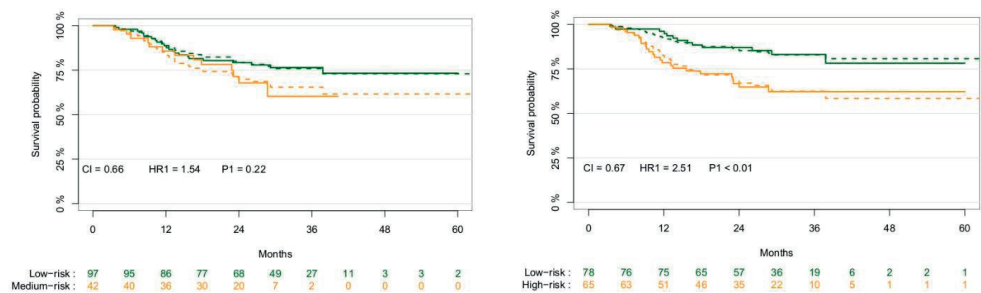 100 %
75 %
50 %
25 %
0 %
Survival probability
CI = 0.66 HR1 = 1.54 P1 = 0.22
0 12 24 36 48 60
Months
Low−risk : 97 95 86 77 68 49 27 11 3 3 2
Medium−risk : 42 40 36 30 20 7 2 0 0 0 0
100 %
75 %
50 %
25 %
0 %
Survival probability
CI = 0.67 HR1 = 2.51 P1 < 0.01
0 12 24 36 48 60
Months
Low−risk : 78 76 75 65 57 36 19 6 2 2 1
High−risk : 65 63 51 46 35 22 10 5 1 1 1